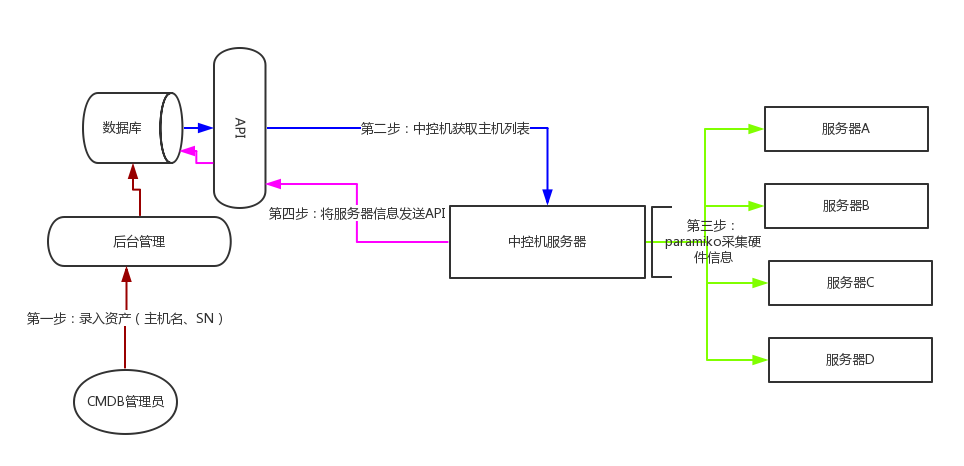 数据库
API
第二步：中控机获取主机列表
服务器A
服务器B
第四步：将服务器信息发送API
中控机服务器
第三步：
paramiko采集硬
件信息
后台管理
服务器C
第一步：录入资产（主机名、SN）
服务器D
CMDB管理员